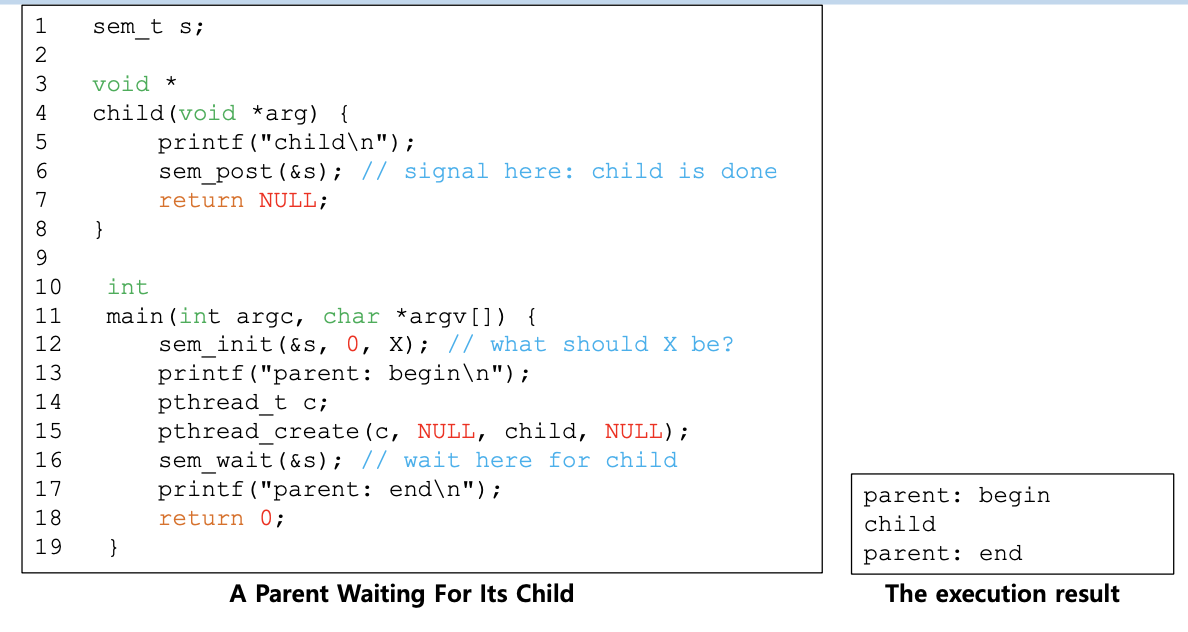 1 sem_t s;
2
3 void *
4 child(void *arg) {
5 printf("child\n");
6 sem_post(&s); // signal here: child is done
7 return NULL;
8 }
9
10 int
11 main(int argc, char *argv[]) {
12 sem_init(&s, 0, X); // what should X be?
13 printf("parent: begin\n");
14 pthread_t c;
15 pthread_create(c, NULL, child, NULL);
16 sem_wait(&s); // wait here for child
17 printf("parent: end\n");
18 return 0;
19 }
A Parent Waiting For Its Child
parent: begin
child
parent: end
The execution result